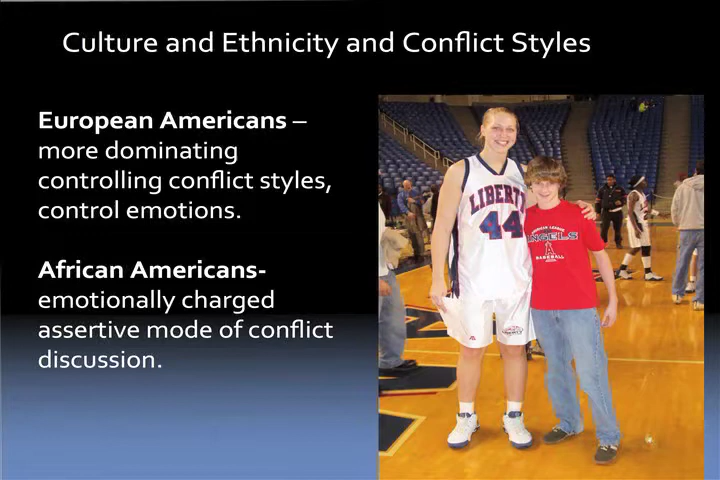 Culture and Ethnicity and Conflict Styles
European Americans –
more dominating
controlling conflict styles,
control emotions.
African Americans-
emotionally charged
assertive mode of conflict
discussion.
LIBERTY
44
ANGELS
A
BASEBALL